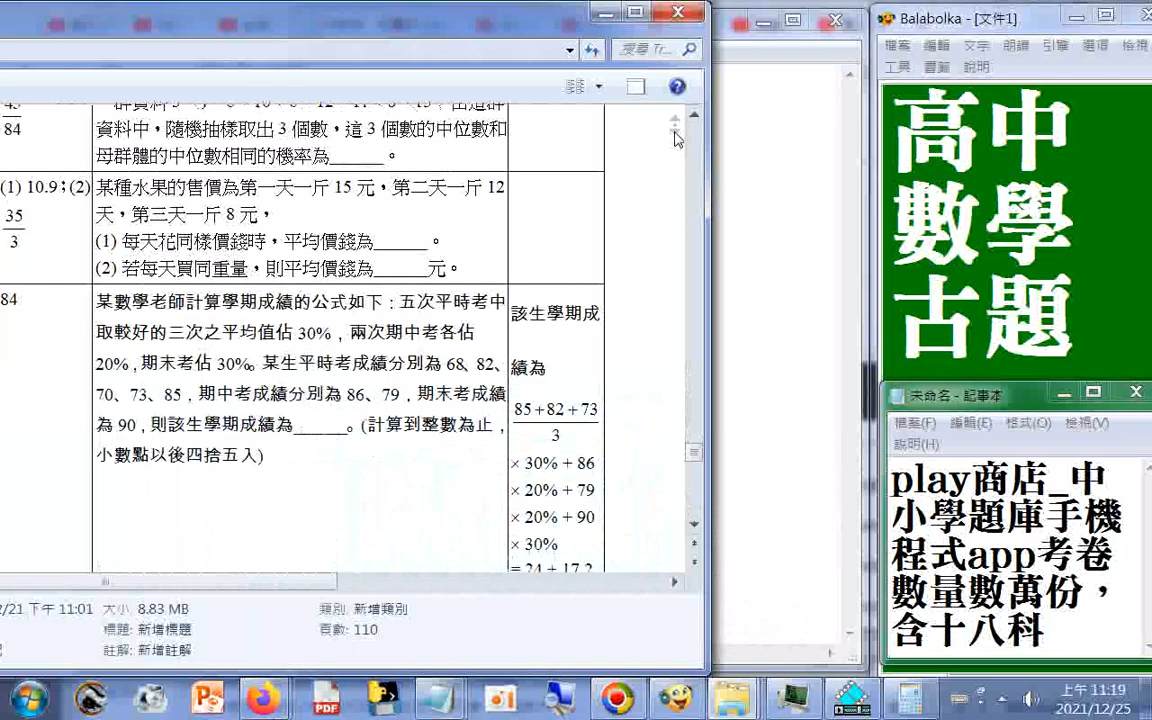 搜尋 Tr...
45
84
資料中，隨機抽樣取出 3 個數，這 3 個數的中位數和
母群體的中位數相同的機率為______。
(1) 10.9；(2)
35
3
某種水果的售價為第一天一斤 15 元，第二天一斤 12
天，第三天一斤 8 元，
(1) 每天花同樣價錢時，平均價錢為______。
(2) 若每天買同重量，則平均價錢為______元。
84
某數學老師計算學期成績的公式如下：五次平時考中
取較好的三次之平均值佔 30%，兩次期中考各佔
20%，期末考佔 30%。某生平時考成績分別為 68、82、
70、73、85，期中考成績分別為 86、79，期末考成績
為 90，則該生學期成績為______。(計算到整數為止，
小數點以後四捨五入)
該生學期成
績為
85+82+73
3
× 30% + 86
× 20% + 79
× 20% + 90
× 30%
= 24 + 17.2
2/21 下午 11:01 大小: 8.83 MB
標題: 新增標題
註解: 新增註解
類別: 新增類別
頁數: 110
Balabolka - [文件1]
檔案 編輯 文字 朗讀 引擎 選項 檢視
工具 書籤 說明
高中
數學
古題
未命名 - 記事本
檔案(F) 編輯(E) 格式(O) 檢視(V)
說明(H)
play商店_中
小學題庫手機
程式app考卷
數量數萬份，
含十八科
上午 11:19
2021/12/25